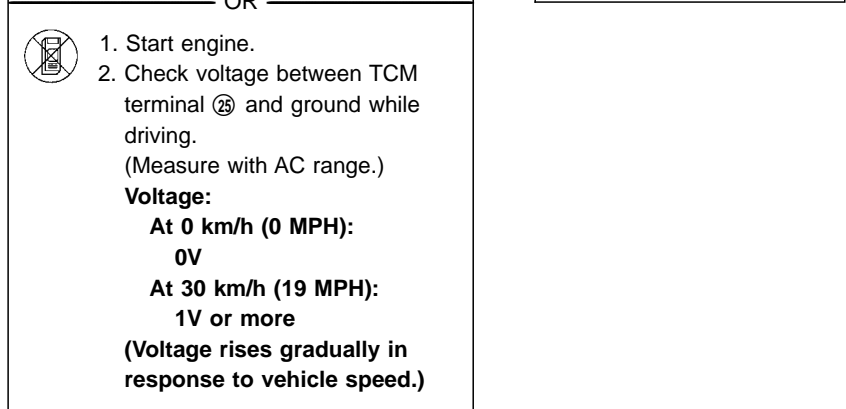 OR
1. Start engine.
2. Check voltage between TCM
terminal ㉕ and ground while
driving.
(Measure with AC range.)
Voltage:
At 0 km/h (0 MPH):
0V
At 30 km/h (19 MPH):
1V or more
(Voltage rises gradually in
response to vehicle speed.)